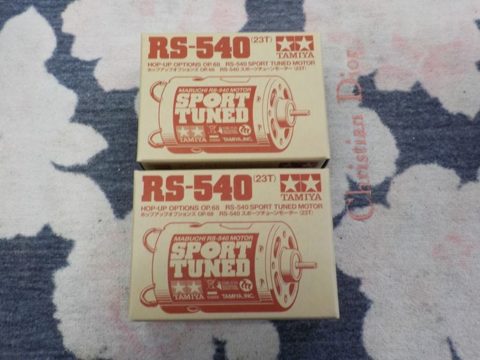 RS-540 (23T)
TAMIYA
HOP-UP OPTIONS OP.68 RS-540 SPORT TUNED MOTOR
ホップアップオプションズ OP.68 RS-540 スポーツチューンモーター (23T)
MABUCHI RS-540 MOTOR
SPORT
TUNED
TAMIYA
TAMIYA, INC.
RS-540 (23T)
TAMIYA
HOP-UP OPTIONS OP.68 RS-540 SPORT TUNED MOTOR
ホップアップオプションズ OP.68 RS-540 スポーツチューンモーター (23T)
MABUCHI RS-540 MOTOR
SPORT
TUNED
TAMIYA
TAMIYA, INC.
Christian Dior